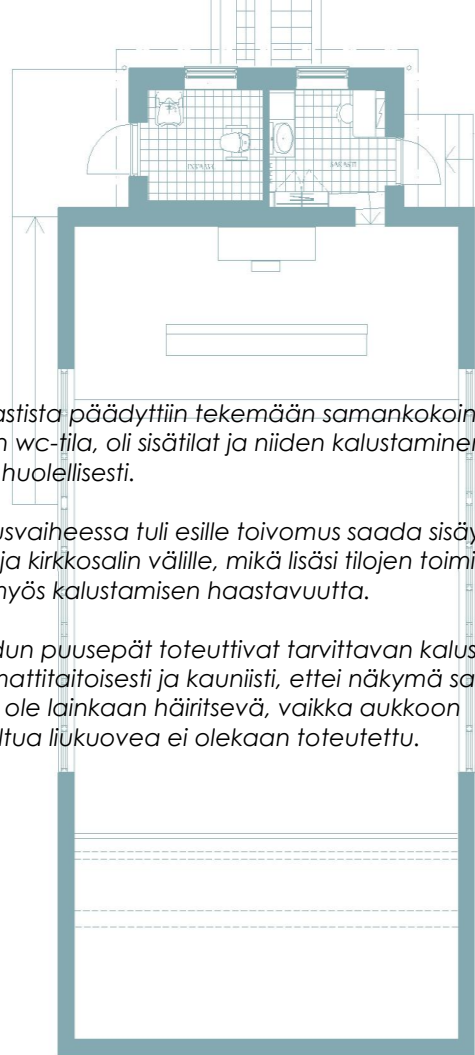 SAKASTI
astista päädyttiin tekemään samankokoin
n wc-tila, oli sisätilat ja niiden kalustaminen
huolellisesti.
usvaiheessa tuli esille toivomus saada sisäy
ja kirkkosalin välille, mikä lisäsi tilojen toimi
myös kalustamisen haastavuutta.
dun puusepät toteuttivat tarvittavan kalus
mattitaitoisesti ja kauniisti, ettei näkymä sa
ole lainkaan häiritsevä, vaikka aukkoon
ltua liukuovea ei olekaan toteutettu.